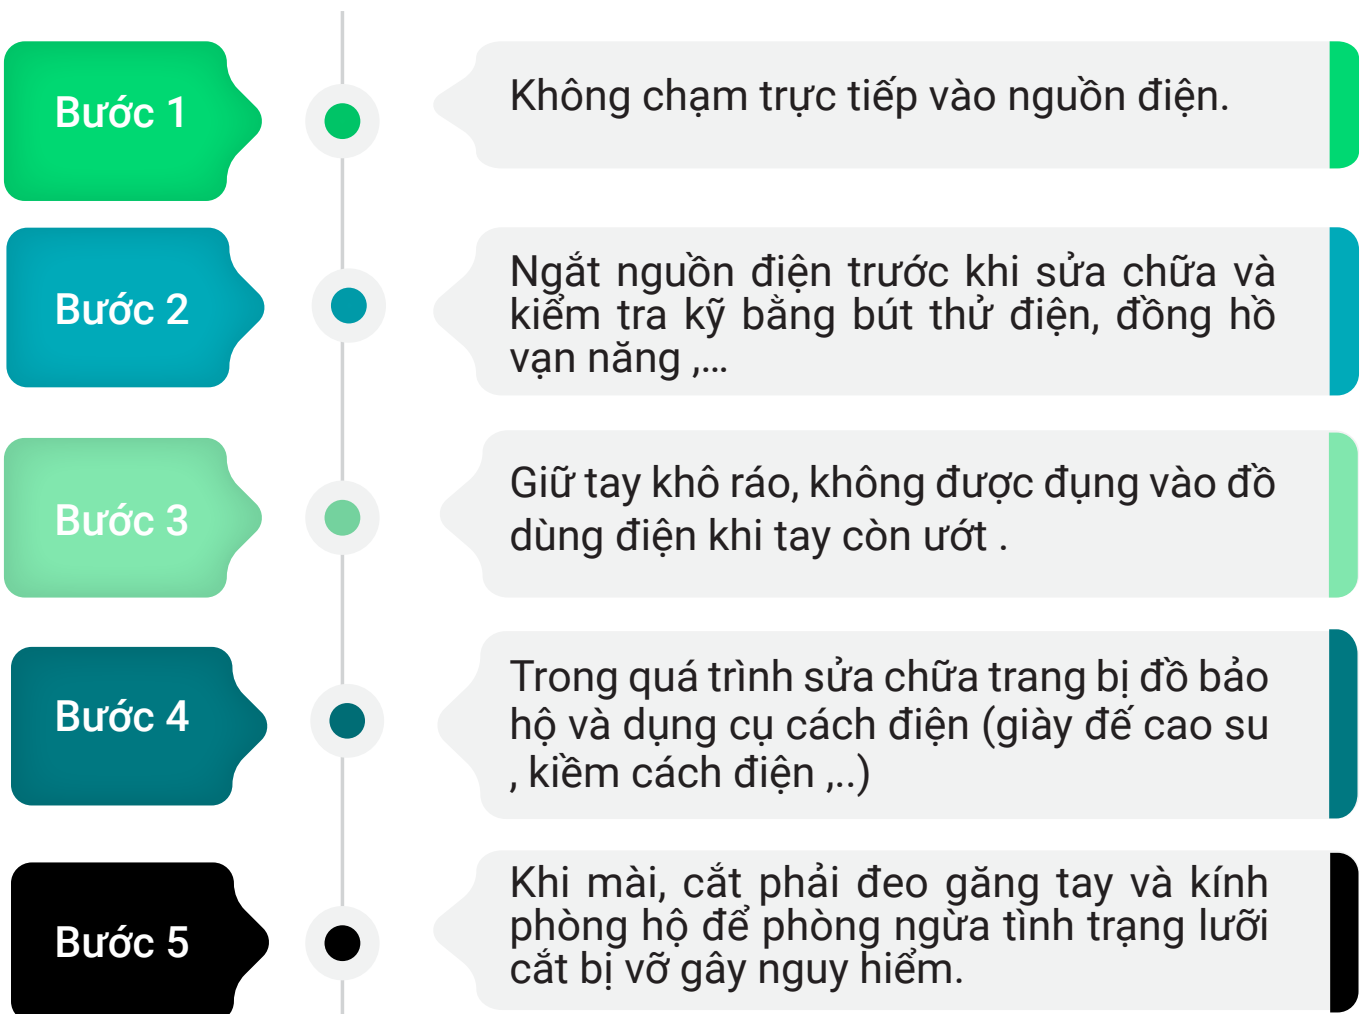 Bước 1
Không chạm trực tiếp vào nguồn điện.
Bước 2
Ngắt nguồn điện trước khi sửa chữa và
kiểm tra kỹ bằng bút thử điện, đồng hồ
vạn năng ,...
Bước 3
Giữ tay khô ráo, không được đụng vào đồ
dùng điện khi tay còn ướt .
Bước 4
Trong quá trình sửa chữa trang bị đồ bảo
hộ và dụng cụ cách điện (giày đế cao su
, kiềm cách điện ,..)
Bước 5
Khi mài, cắt phải đeo găng tay và kính
phòng hộ để phòng ngừa tình trạng lưỡi
cắt bị vỡ gây nguy hiểm.